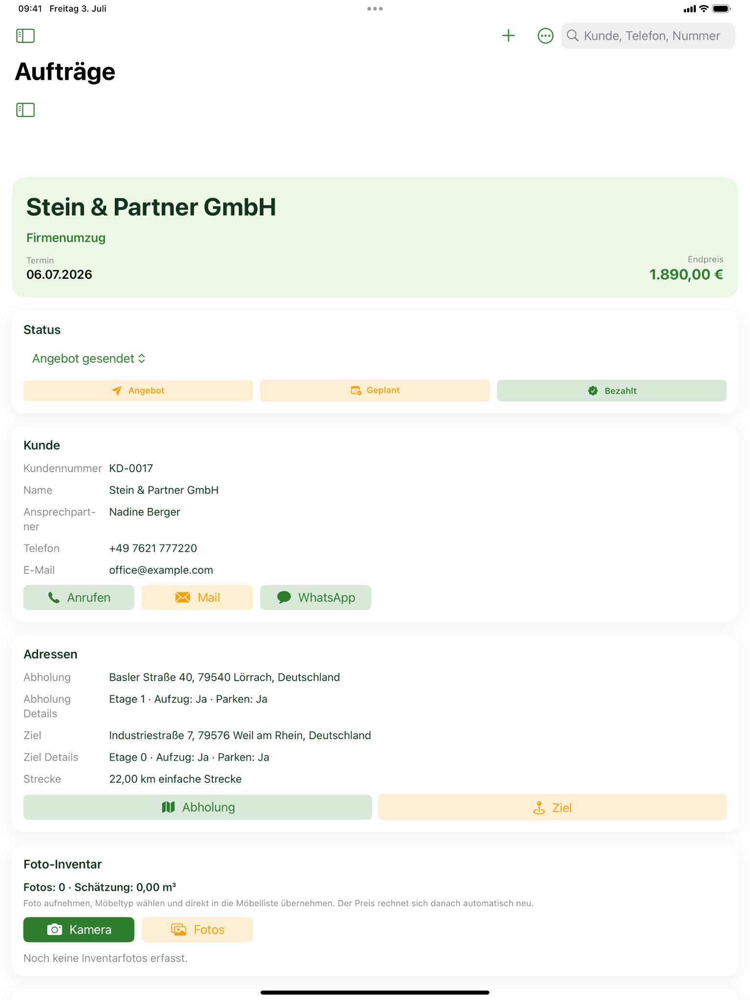 09:41 Freitag 3. Juli
Kunde, Telefon, Nummer
Aufträge
Stein & Partner GmbH
Firmenumzug
Termin
06.07.2026
Endpreis
1.890,00 €
Status
Angebot gesendet
Angebot
Geplant
Bezahlt
Kunde
Kundennummer KD-0017
Name Stein & Partner GmbH
Ansprechpart- Nadine Berger
ner
Telefon +49 7621 777220
E-Mail office@example.com
Anrufen
Mail
WhatsApp
Adressen
Abholung Basler Straße 40, 79540 Lörrach, Deutschland
Abholung Etage 1 · Aufzug: Ja · Parken: Ja
Details
Ziel Industriestraße 7, 79576 Weil am Rhein, Deutschland
Ziel Details Etage 0 · Aufzug: Ja · Parken: Ja
Strecke 22,00 km einfache Strecke
Abholung
Ziel
Foto-Inventar
Fotos: 0 · Schätzung: 0,00 m³
Foto aufnehmen, Möbeltyp wählen und direkt in die Möbelliste übernehmen. Der Preis rechnet sich danach automatisch neu.
Kamera
Fotos
Noch keine Inventarfotos erfasst.